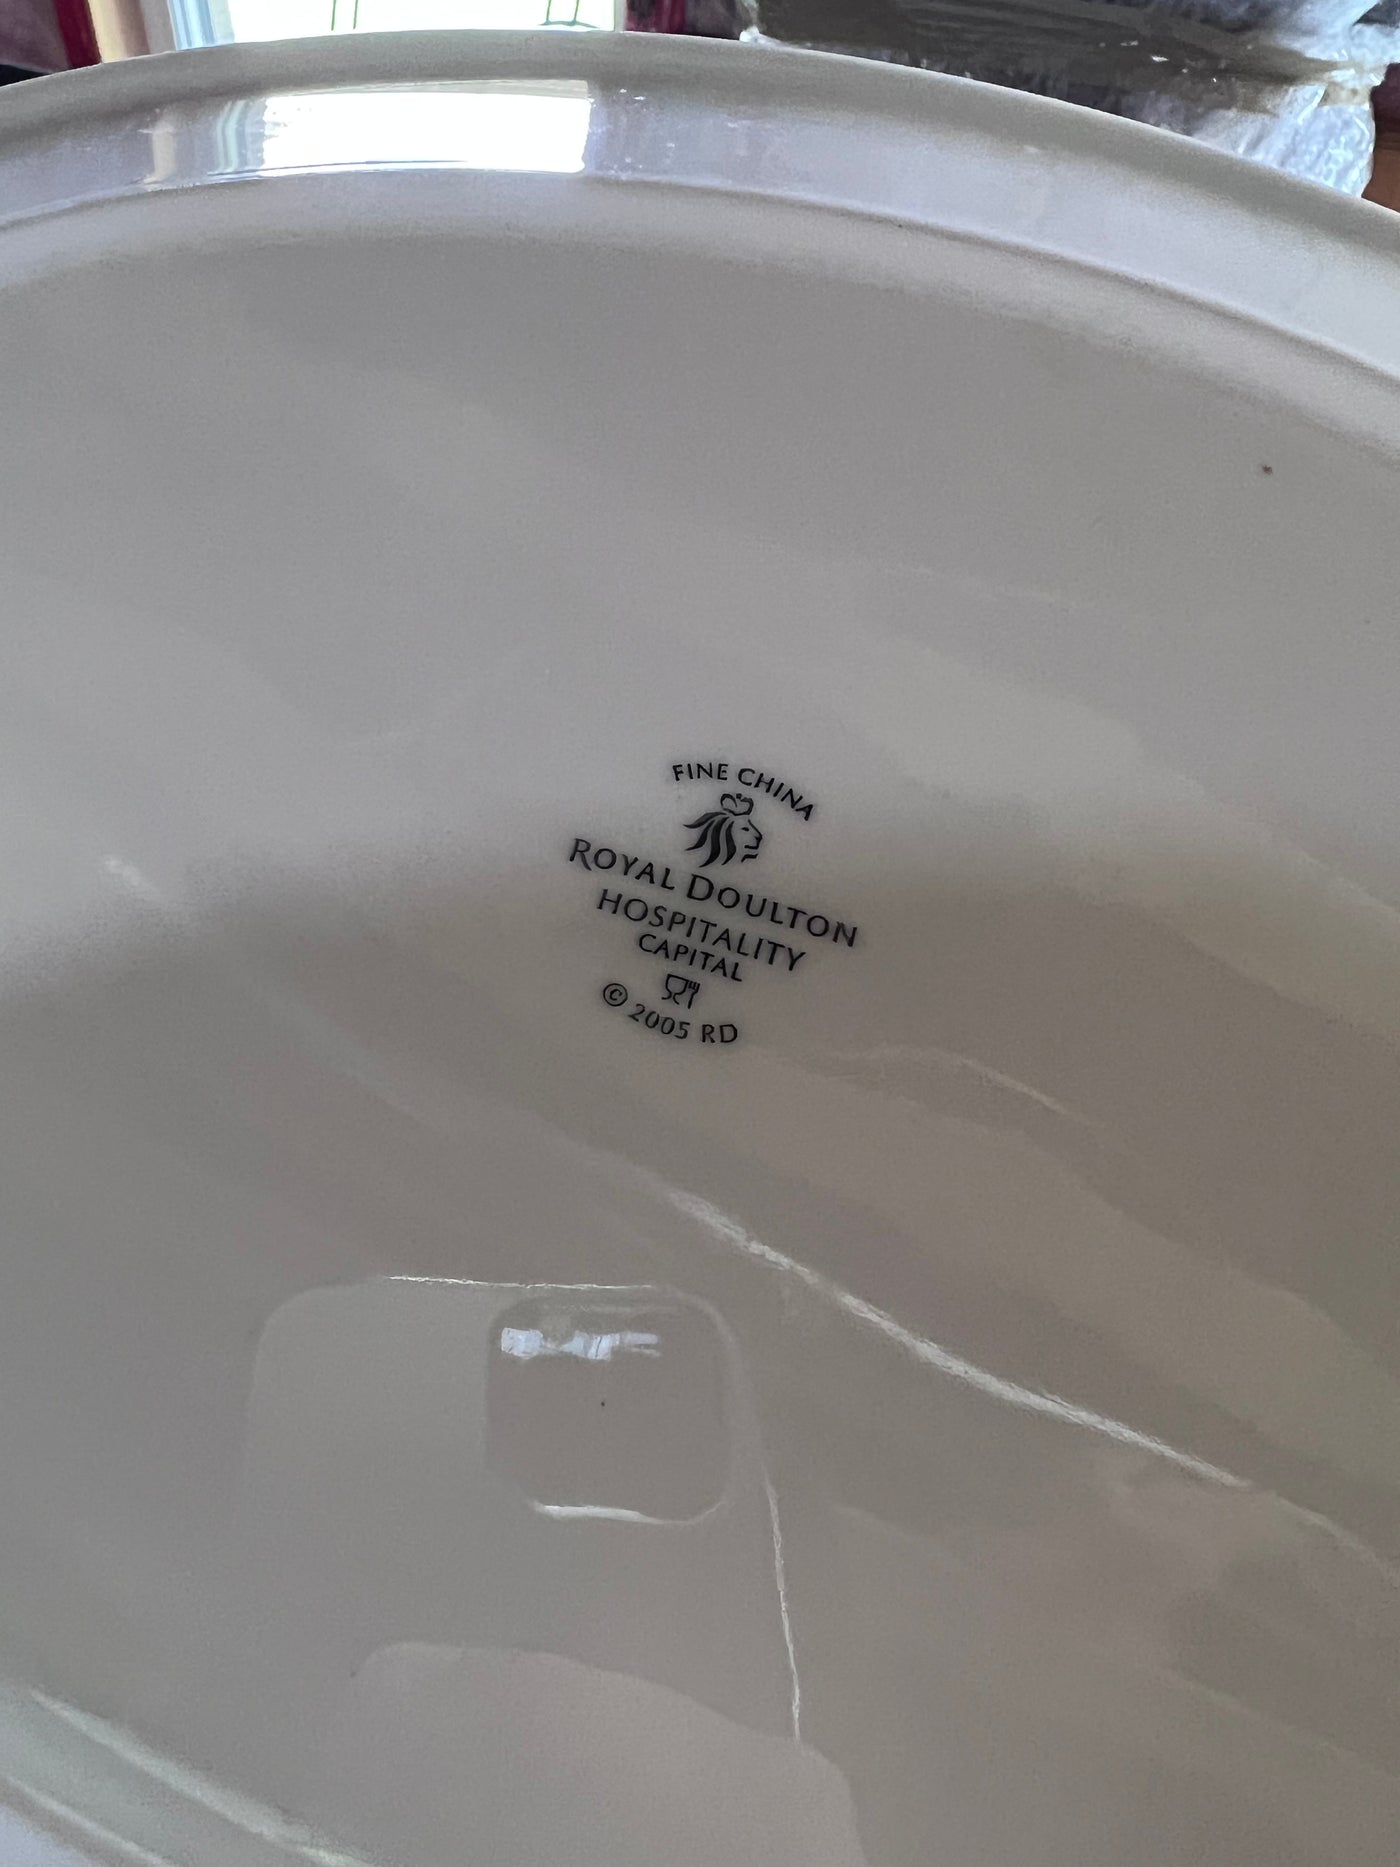 FINE CHINA
ROYAL DOULTON
HOSPITALITY
CAPITAL
© 2005 RD